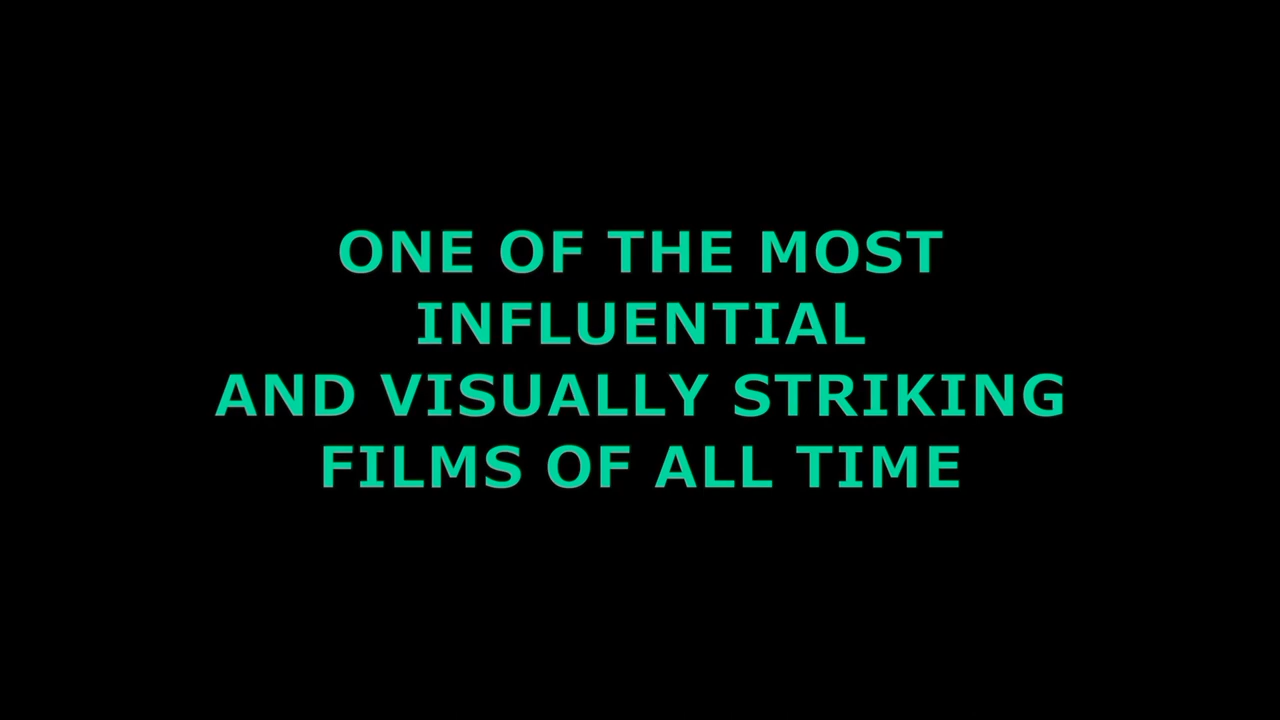 ONE OF THE MOST
INFLUENTIAL
AND VISUALLY STRIKING
FILMS OF ALL TIME